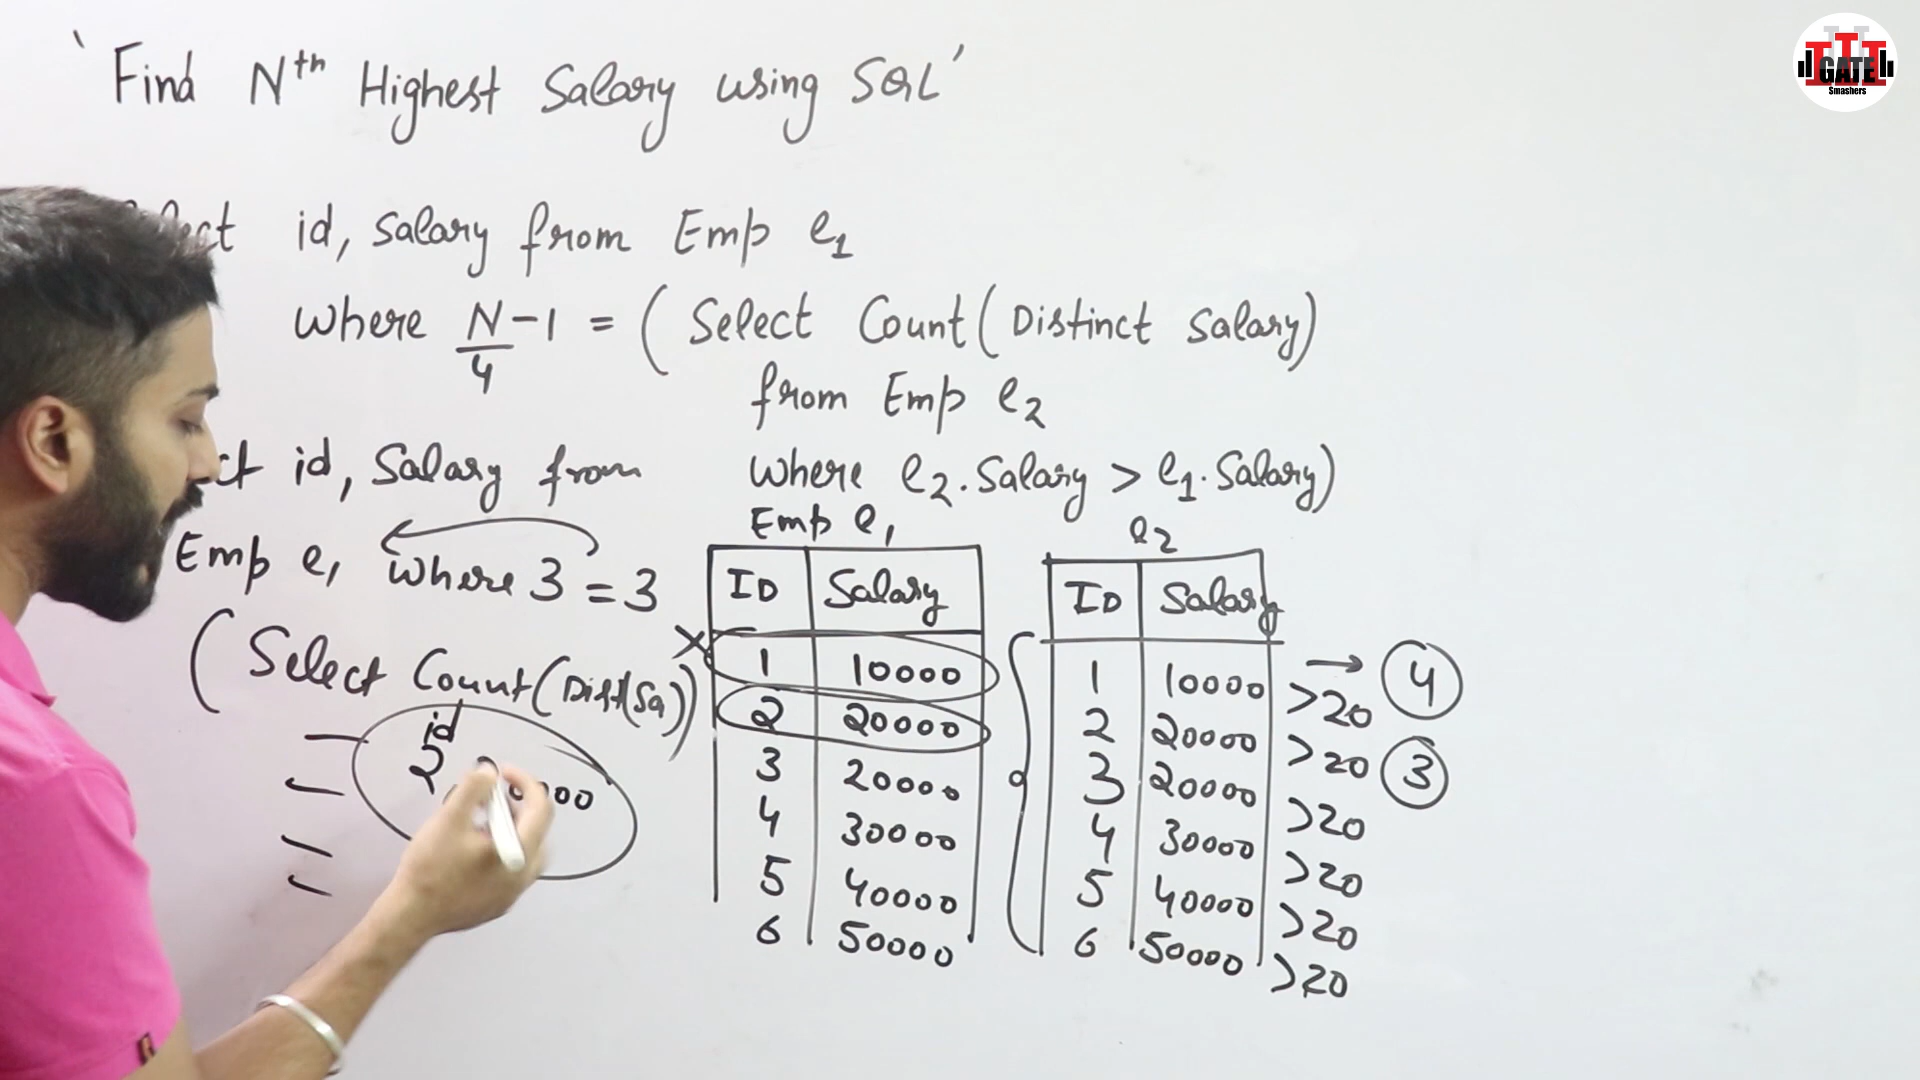 'Find Nth Highest Salary using SQL'
id, Salary from Emp e1
where N-1 = ( Select Count( Distinct Salary)
4
from Emp e2
where e2.Salary > e1.Salary)
id, Salary from
Emp e1 where 3 = 3
( Select Count(Dist(Sa))
id
2
Emp e1
ID Salary
1 10000
2 20000
3 20000
4 30000
5 40000
6 50000
e2
ID Salary
1 10000 → 4
2 20000 >20
3 20000 >20 3
4 30000 >20
5 40000 >20
6 50000 >20
>20
GATE
Smashers